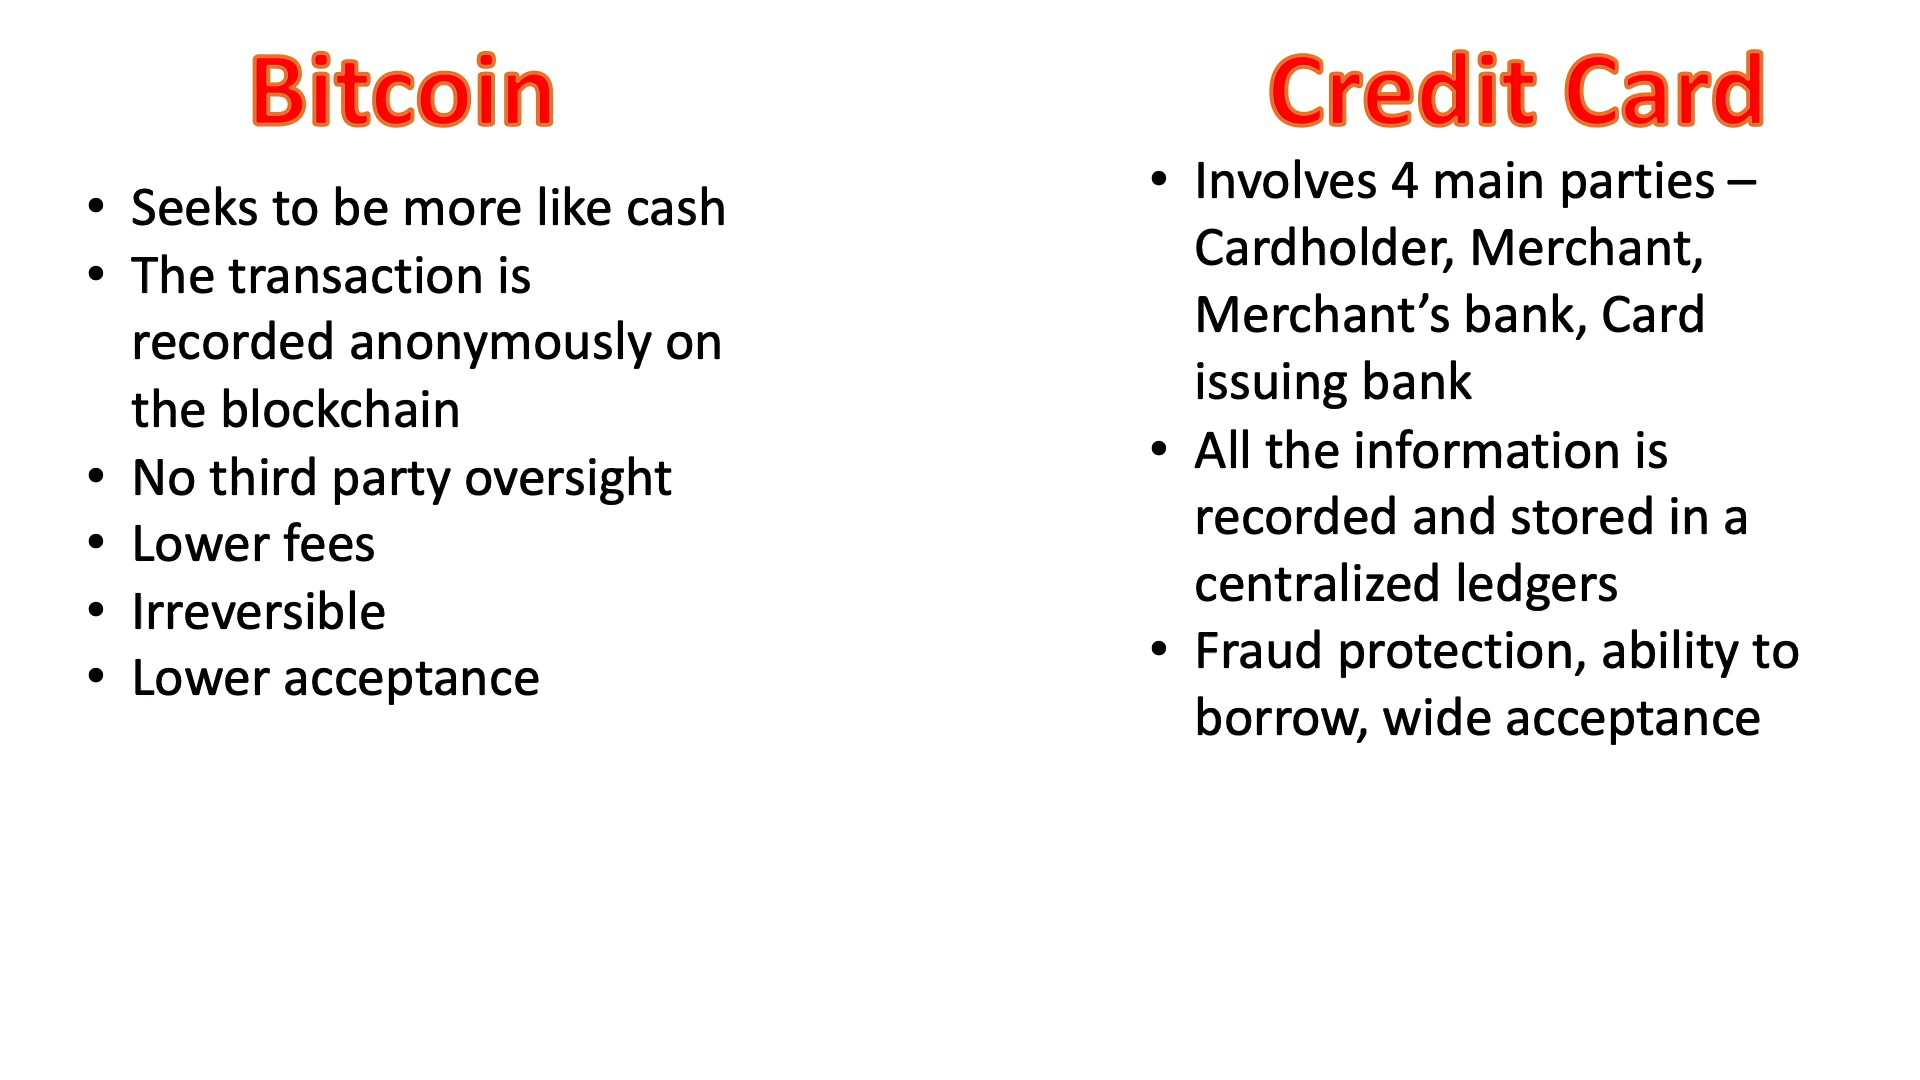 Bitcoin
• Seeks to be more like cash
• The transaction is
recorded anonymously on
the blockchain
• No third party oversight
• Lower fees
• Irreversible
• Lower acceptance
Credit Card
• Involves 4 main parties –
Cardholder, Merchant,
Merchant’s bank, Card
issuing bank
• All the information is
recorded and stored in a
centralized ledgers
• Fraud protection, ability to
borrow, wide acceptance